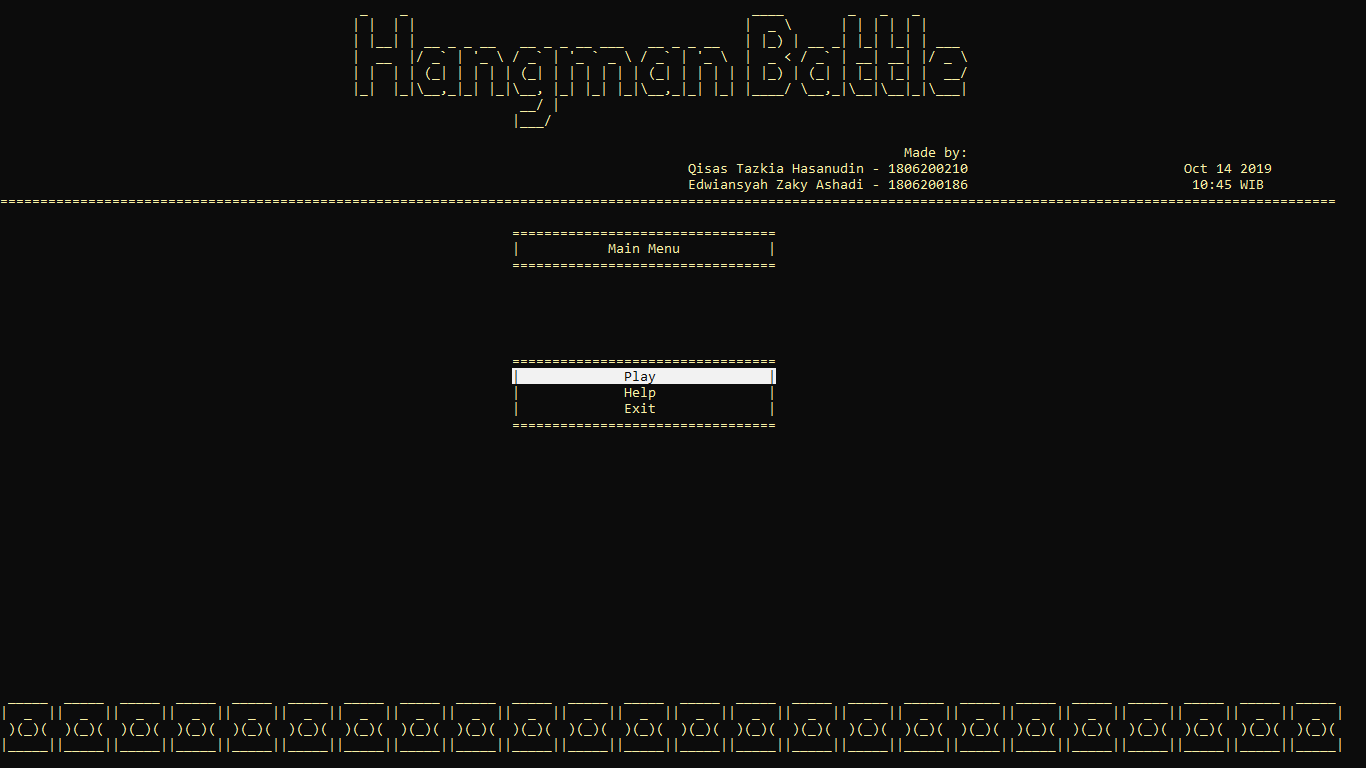 Hangman Battle
Made by:
Qisas Tazkia Hasanudin - 1806200210
Oct 14 2019
Edwiansyah Zaky Ashadi - 1806200186
10:45 WIB
Main Menu
Play
Help
Exit